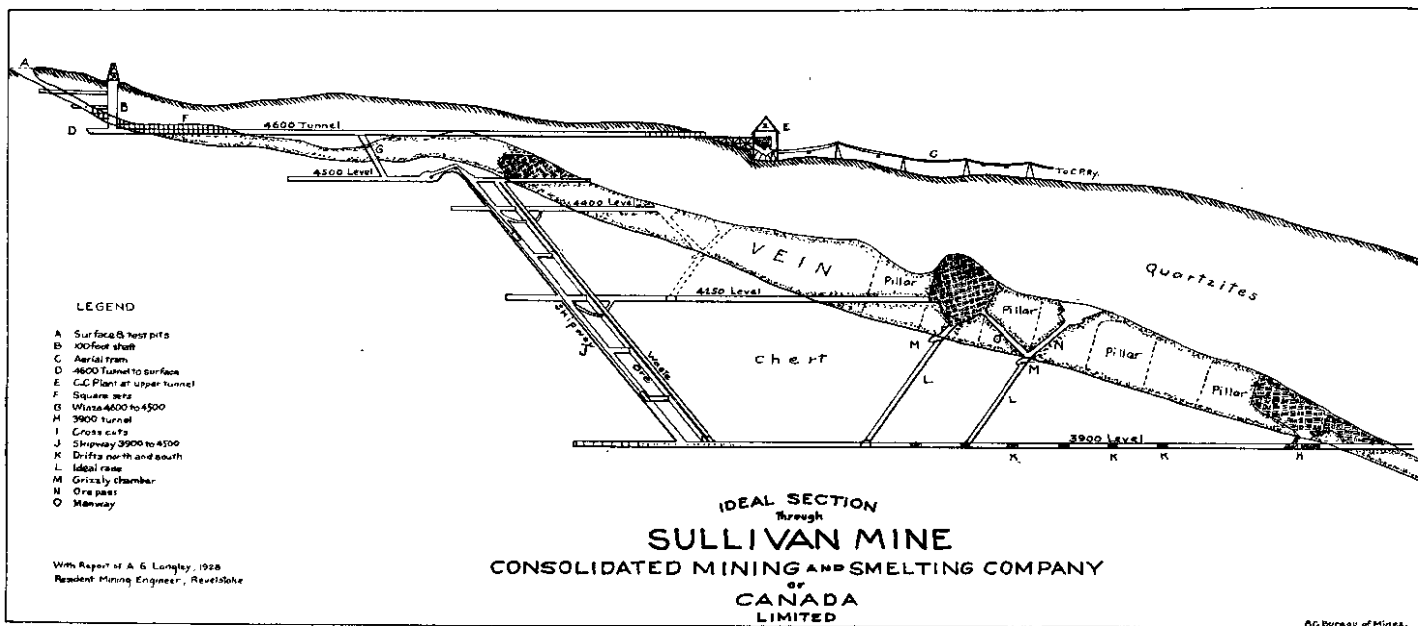 A
B
D
F
4600 Tunnel
E
G
C
To C.P.Ry.
4500 Level
4400 Level
VEIN
Pillar
Quartzites
4150 Level
Pillar
Skipway
J
Ore
Waste
Chert
M
O
N
M
Pillar
L
L
Pillar
3900 Level
K
K
K
H
LEGEND
A Surface & test pits
B 100 foot shaft
C Aerial tram
D 4600 Tunnel to surface
E C.C Plant at upper tunnel
F Square sets
G Winze 4600 to 4500
H 3900 tunnel
I Cross cuts
J Skipway 3900 to 4500
K Drifts north and south
L Ideal raise
M Grizzly chamber
N Ore pass
O Manway
With Report of A. G. Langley, 1928
Resident Mining Engineer, Revelstoke
IDEAL SECTION
Through
SULLIVAN MINE
CONSOLIDATED MINING AND SMELTING COMPANY
OF
CANADA
LIMITED
B.C. Bureau of Mines.